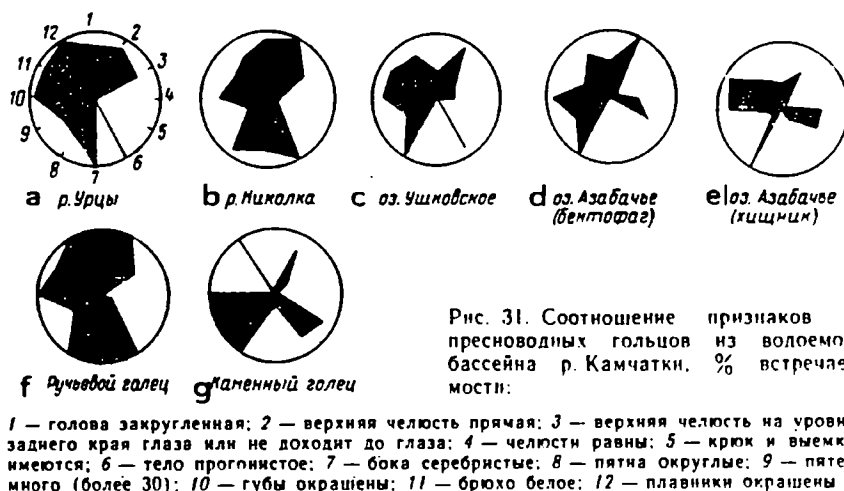 1
12 2
11 3
10 4
9 5
8 6
7
a р. Урцы
b р. Николка
c оз. Ушковское
d оз. Азабачье
(бентофаг)
e оз. Азабачье
(хищник)
f Ручьевой голец
g Каменный голец
Рис. 31. Соотношение признаков
пресноводных гольцов из водоемо
бассейна р. Камчатки, % встречае
мости:
1 — голова закругленная; 2 — верхняя челюсть прямая; 3 — верхняя челюсть на уровн
заднего края глаза или не доходит до глаза; 4 — челюсти равны; 5 — крюк и выемк
имеются; 6 — тело прогонистое; 7 — бока серебристые; 8 — пятна округлые; 9 — пяте
много (более 30); 10 — губы окрашены; 11 — брюхо белое; 12 — плавники окрашены